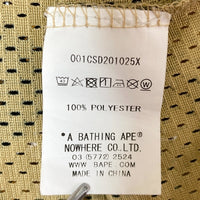 001CSD201025X
100% POLYESTER
"A BATHING APE"
NOWHERE CO.LTD.
03 (5772) 2524
WWW.BAPE.COM
MADE IN CHINA